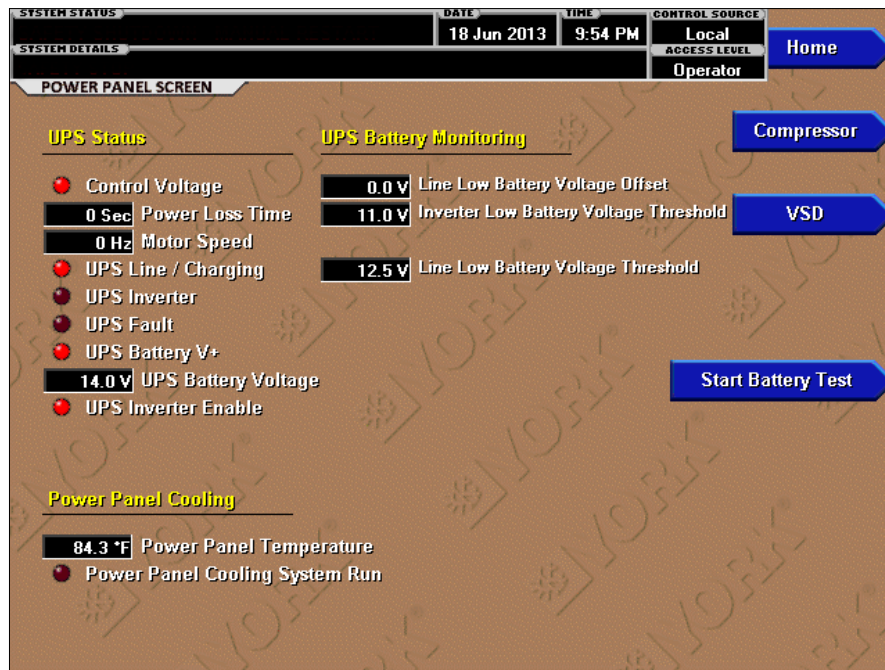 SYSTEM STATUS
DATE
TIME
CONTROL SOURCE
18 Jun 2013
9:54 PM
Local
Home
SYSTEM DETAILS
ACCESS LEVEL
Operator
POWER PANEL SCREEN
Compressor
UPS Status
UPS Battery Monitoring
Control Voltage
0.0 V Line Low Battery Voltage Offset
0 Sec Power Loss Time
11.0 V Inverter Low Battery Voltage Threshold
VSD
0 Hz Motor Speed
UPS Line / Charging
12.5 V Line Low Battery Voltage Threshold
UPS Inverter
UPS Fault
UPS Battery V+
14.0 V UPS Battery Voltage
Start Battery Test
UPS Inverter Enable
Power Panel Cooling
84.3 °F Power Panel Temperature
Power Panel Cooling System Run
YORK